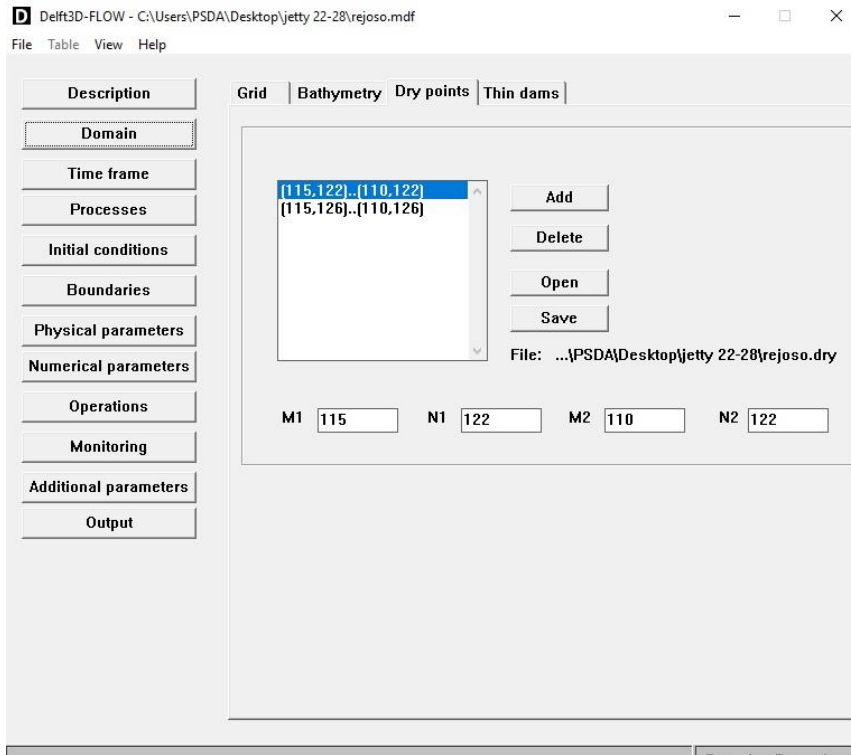 D Delft3D-FLOW - C:\Users\PSDA\Desktop\jetty 22-28\rejoso.mdf
File Table View Help
Description
Domain
Time frame
Processes
Initial conditions
Boundaries
Physical parameters
Numerical parameters
Operations
Monitoring
Additional parameters
Output
Grid Bathymetry Dry points Thin dams
(115,122)..(110,122)
(115,126)..(110,126)
Add
Delete
Open
Save
File: ...\PSDA\Desktop\jetty 22-28\rejoso.dry
M1 115 N1 122 M2 110 N2 122